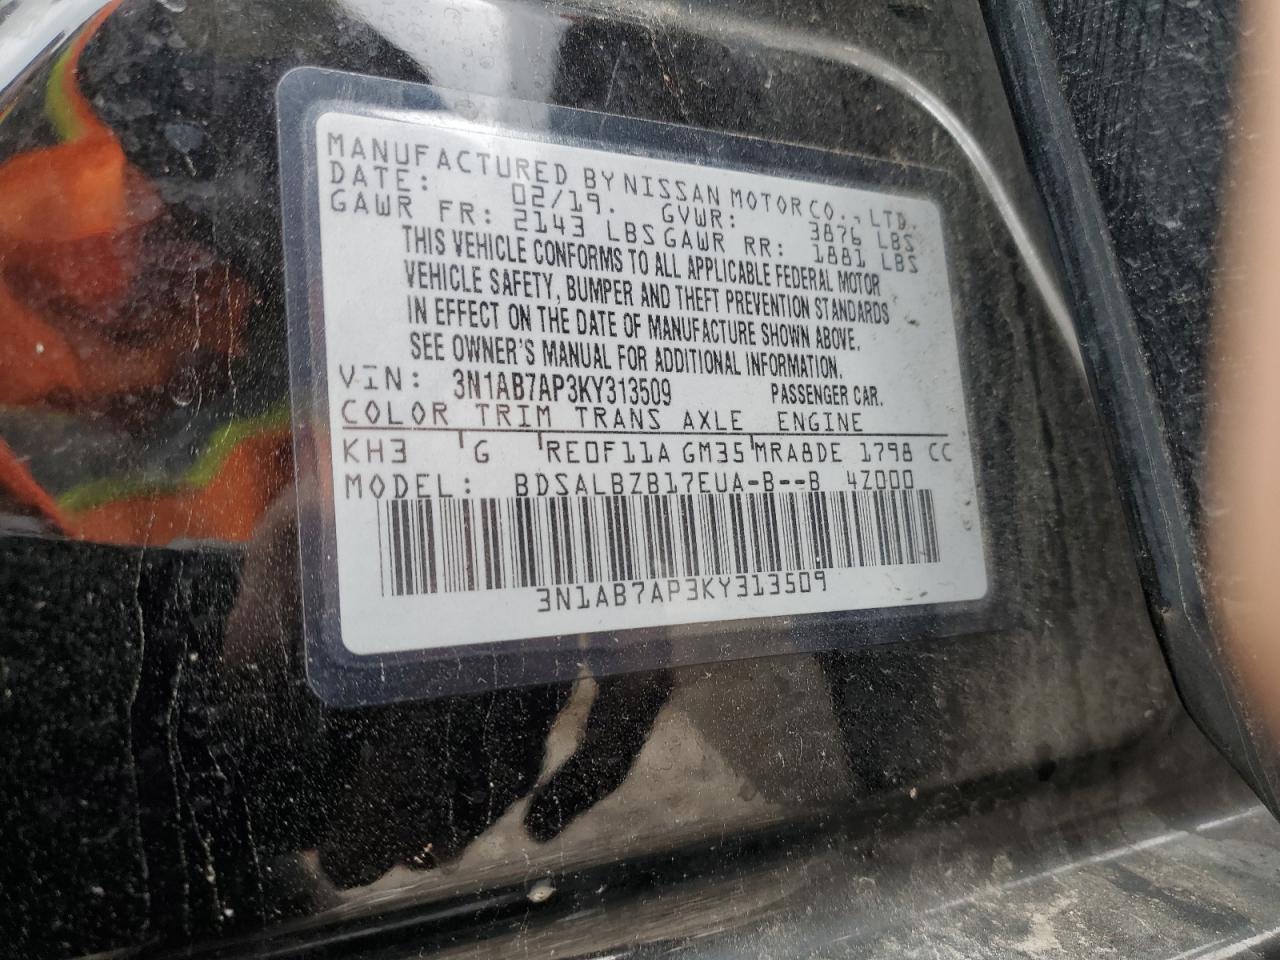 MANUFACTURED BY NISSAN MOTOR CO., LTD.
DATE: 02/19. GVWR: 3876 LBS
GAWR FR: 2143 LBS GAWR RR: 1881 LBS
THIS VEHICLE CONFORMS TO ALL APPLICABLE FEDERAL MOTOR
VEHICLE SAFETY, BUMPER AND THEFT PREVENTION STANDARDS
IN EFFECT ON THE DATE OF MANUFACTURE SHOWN ABOVE.
SEE OWNER'S MANUAL FOR ADDITIONAL INFORMATION.
VIN: 3N1AB7AP3KY313509 PASSENGER CAR.
COLOR TRIM TRANS AXLE ENGINE
KH3 G RE0F11A GM35 MRA8DE 1798 CC
MODEL: BDSALBZB17EUA-B--B 4Z000
3N1AB7AP3KY313509